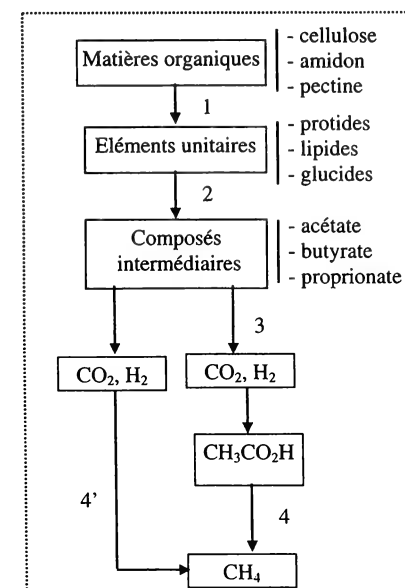 Matières organiques
- cellulose
- amidon
- pectine
1
Eléments unitaires
- protides
- lipides
- glucides
2
Composés
intermédiaires
- acétate
- butyrate
- proprionate
3
CO₂, H₂
CO₂, H₂
CH₃CO₂H
4'
4
CH₄